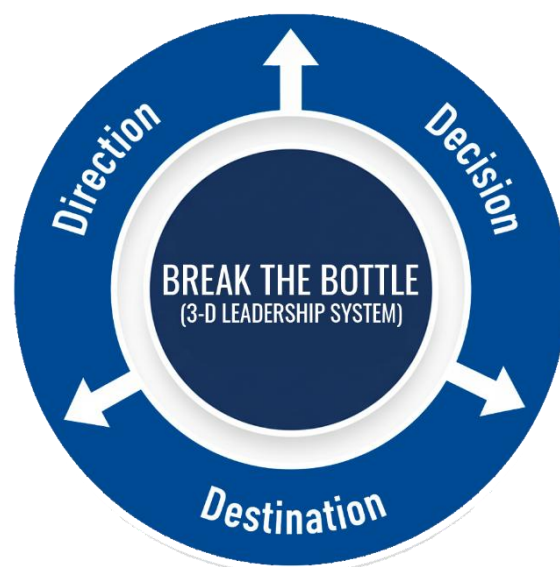 Direction
Decision
BREAK THE BOTTLE
(3-D LEADERSHIP SYSTEM)
Destination